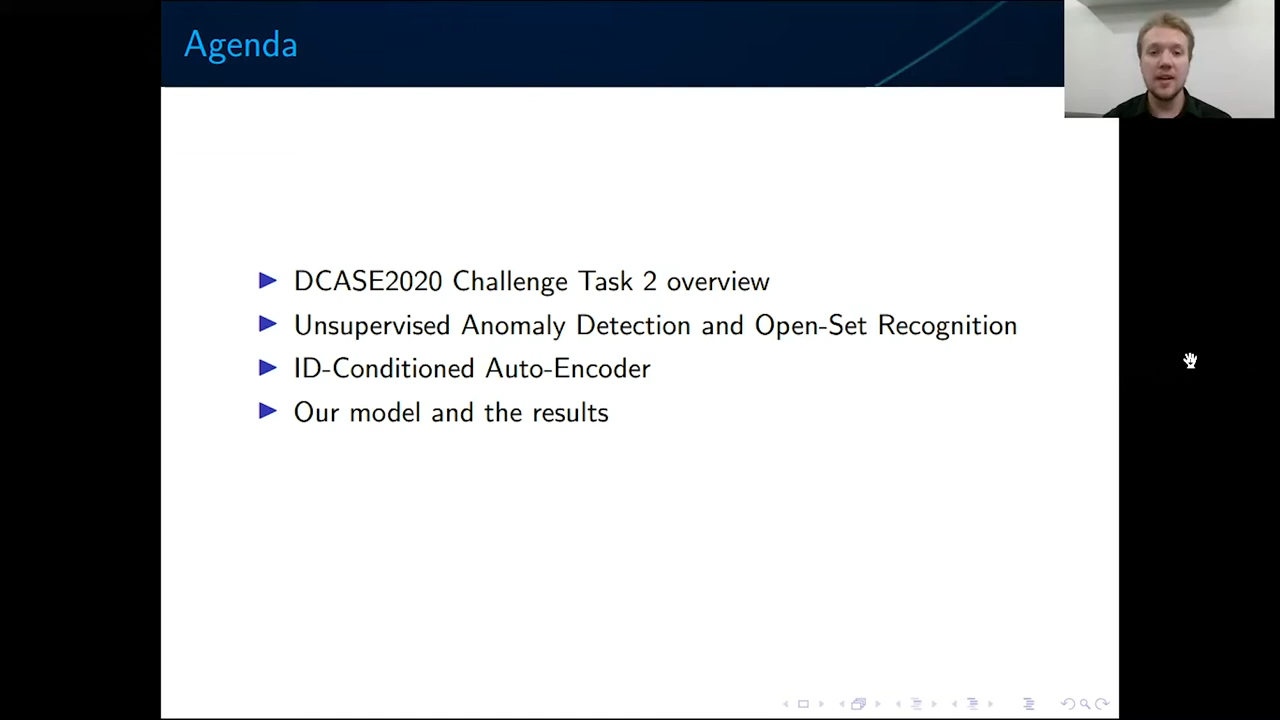 Agenda
DCASE2020 Challenge Task 2 overview
Unsupervised Anomaly Detection and Open-Set Recognition
ID-Conditioned Auto-Encoder
Our model and the results